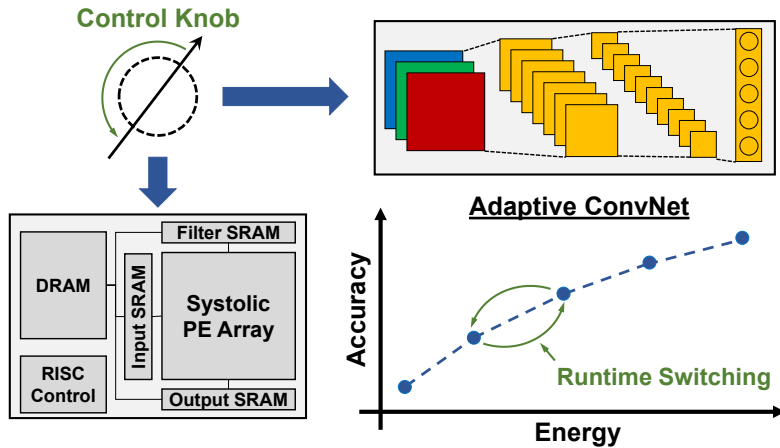 Control Knob
Adaptive ConvNet
Filter SRAM
DRAM
Input SRAM
Systolic
PE Array
RISC
Control
Output SRAM
Accuracy
Runtime Switching
Energy